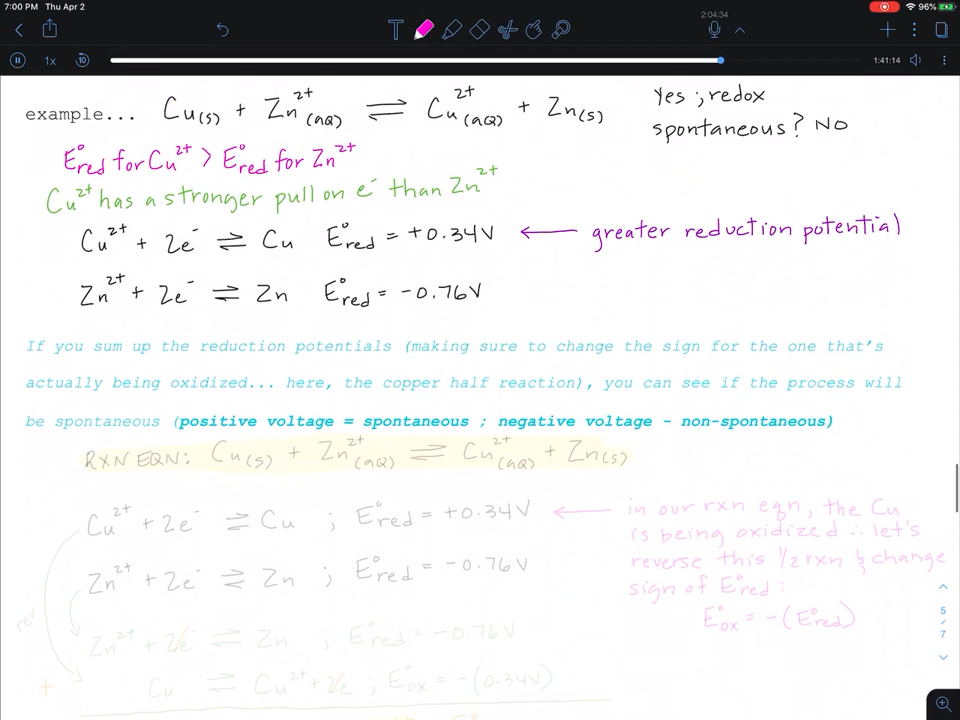 7:00 PM Thu Apr 2
2:04:34
96%
1x
10
1:41:14
example... Cu(s) + Zn²⁺(aq) ⇌ Cu²⁺(aq) + Zn(s)
Yes ; redox
spontaneous? NO
E°red for Cu²⁺ > E°red for Zn²⁺
Cu²⁺ has a stronger pull on e⁻ than Zn²⁺
Cu²⁺ + 2e⁻ ⇌ Cu E°red = +0.34V ← greater reduction potential
Zn²⁺ + 2e⁻ ⇌ Zn E°red = -0.76V
If you sum up the reduction potentials (making sure to change the sign for the one that's
actually being oxidized... here, the copper half reaction), you can see if the process will
be spontaneous (positive voltage = spontaneous ; negative voltage - non-spontaneous)
RXN EQN: Cu(s) + Zn²⁺(aq) ⇌ Cu²⁺(aq) + Zn(s)
Cu²⁺ + 2e⁻ ⇌ Cu ; E°red = +0.34V ←
Zn²⁺ + 2e⁻ ⇌ Zn ; E°red = -0.76V
in our rxn eqn, the Cu
is being oxidized ∴ let's
reverse this ½ rxn & change
sign of E°red :
E°ox = -(E°red)
rev
Zn²⁺ + 2e⁻ ⇌ Zn ; E°red = -0.76V
+ Cu ⇌ Cu²⁺ + 2e ; E°ox = -(0.34V)
5
/
7